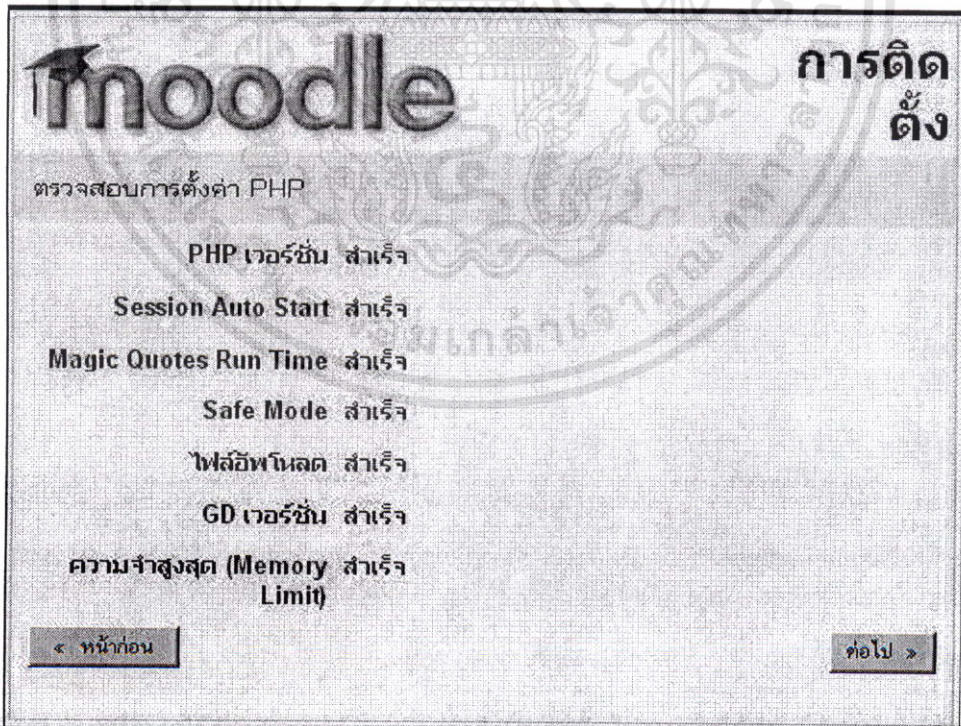 moodle
การติด
ตั้ง
ตรวจสอบการตั้งค่า PHP
PHP เวอร์ชั่น สำเร็จ
Session Auto Start สำเร็จ
Magic Quotes Run Time สำเร็จ
Safe Mode สำเร็จ
ไฟล์อัพโหลด สำเร็จ
GD เวอร์ชั่น สำเร็จ
ความจำสูงสุด (Memory สำเร็จ
Limit)
« หน้าก่อน
ต่อไป »